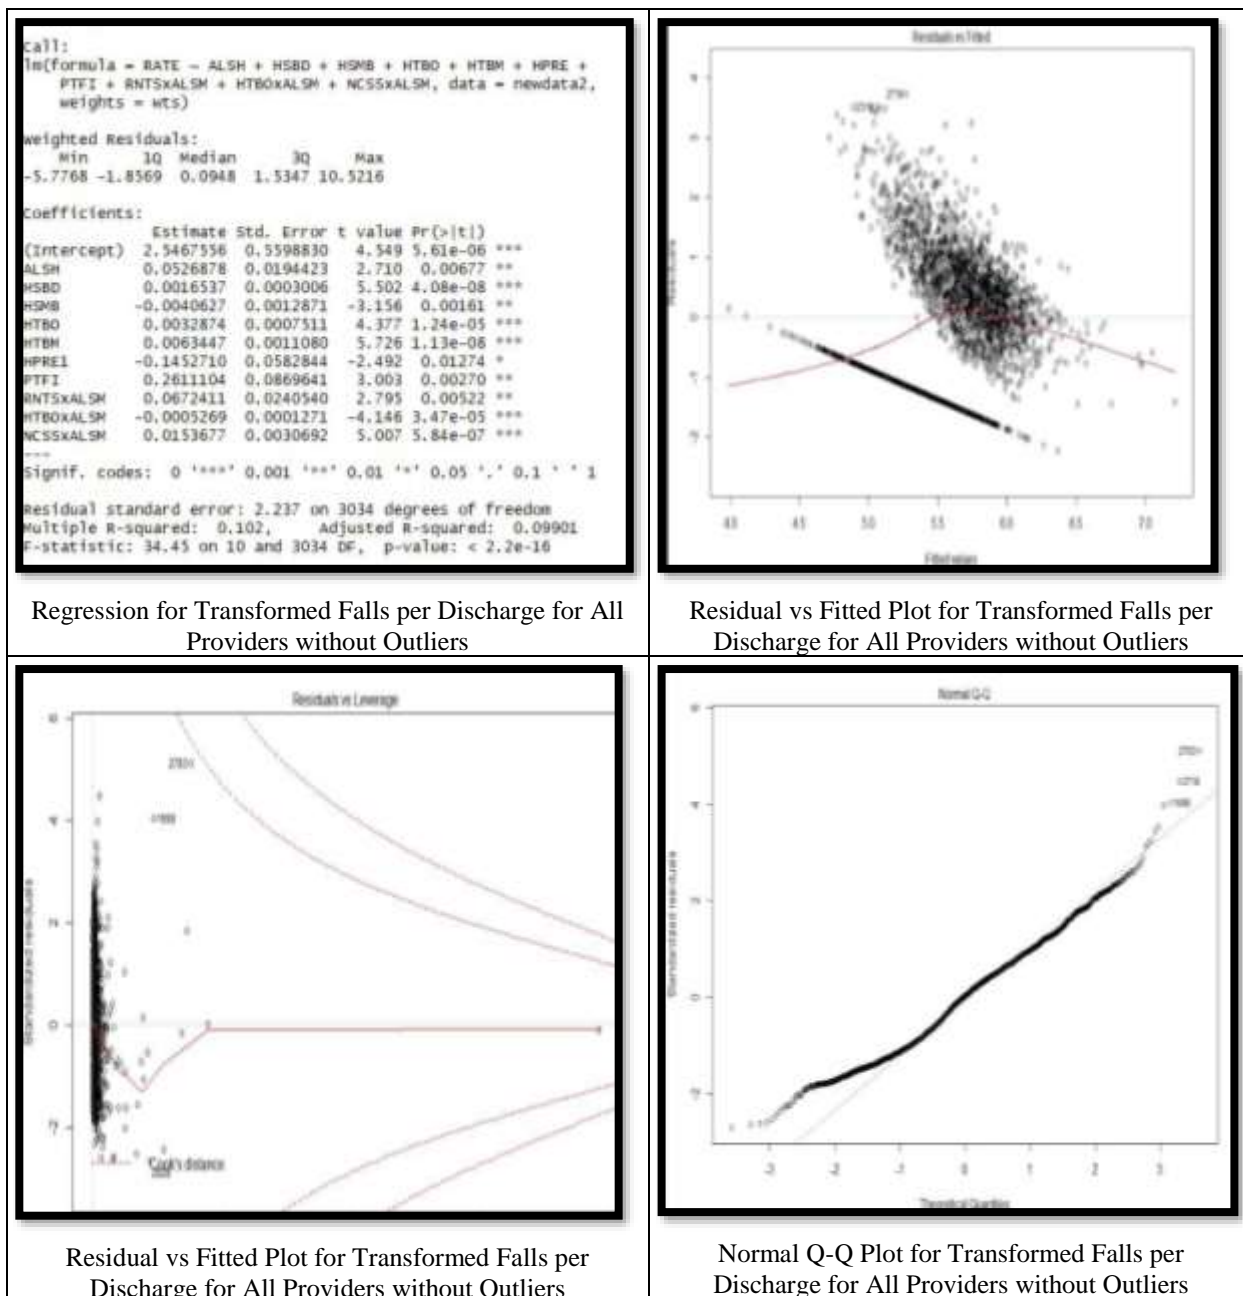 Call:
lm(formula = RATE ~ ALSH + HSBD + HSMB + HTBO + HTBM + HPRE +
PTFI + RNTSxALSM + HTBOxALSM + NCSSxALSM, data = newdata2,
weights = wts)
Weighted Residuals:
Min 1Q Median 3Q Max
-5.7768 -1.8569 0.0948 1.5347 10.5216
Coefficients:
Estimate Std. Error t value Pr(>|t|)
(Intercept) 2.5467556 0.5598830 4.549 5.61e-06 ***
ALSH 0.0526878 0.0194423 2.710 0.00677 **
HSBD 0.0016537 0.0003006 5.502 4.08e-08 ***
HSMB -0.0040627 0.0012871 -3.156 0.00161 **
HTBO 0.0032874 0.0007511 4.377 1.24e-05 ***
HTBM 0.0063447 0.0011080 5.726 1.13e-08 ***
HPRE1 -0.1452710 0.0582844 -2.492 0.01274 *
PTFI 0.2611104 0.0869641 3.003 0.00270 **
RNTSxALSM 0.0672411 0.0240540 2.795 0.00522 **
HTBOxALSM -0.0005269 0.0001271 -4.146 3.47e-05 ***
NCSSxALSM 0.0153677 0.0030692 5.007 5.84e-07 ***
---
Signif. codes: 0 '***' 0.001 '**' 0.01 '*' 0.05 '.' 0.1 ' ' 1
Residual standard error: 2.237 on 3034 degrees of freedom
Multiple R-squared: 0.102, Adjusted R-squared: 0.09901
F-statistic: 34.45 on 10 and 3034 DF, p-value: < 2.2e-16
Regression for Transformed Falls per Discharge for All
Providers without Outliers
Residuals vs Fitted
Residuals
Fitted values
Residual vs Fitted Plot for Transformed Falls per
Discharge for All Providers without Outliers
Residuals vs Leverage
Standardized residuals
Cook's distance
Residual vs Fitted Plot for Transformed Falls per
Discharge for All Providers without Outliers
Normal Q-Q
Standardized residuals
-3 -2 -1 0 1 2 3
Theoretical Quantiles
Normal Q-Q Plot for Transformed Falls per
Discharge for All Providers without Outliers